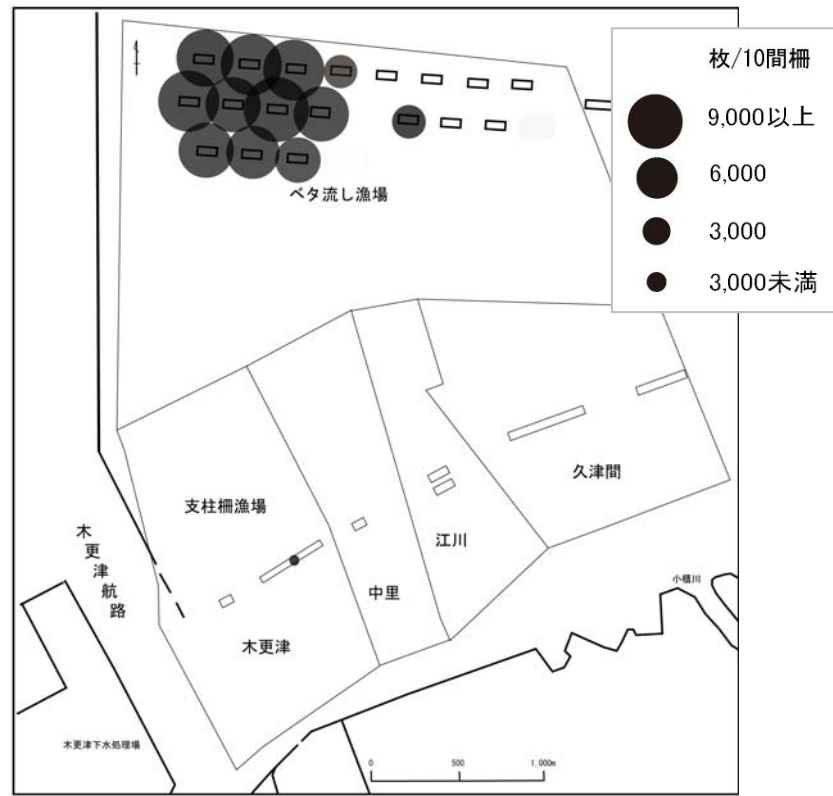 枚/10間柵
9,000以上
6,000
3,000
3,000未満
ベタ流し漁場
久津間
支柱柵漁場
江川
木更津航路
中里
小櫃川
木更津
木更津下水処理場
0 500 1,000m